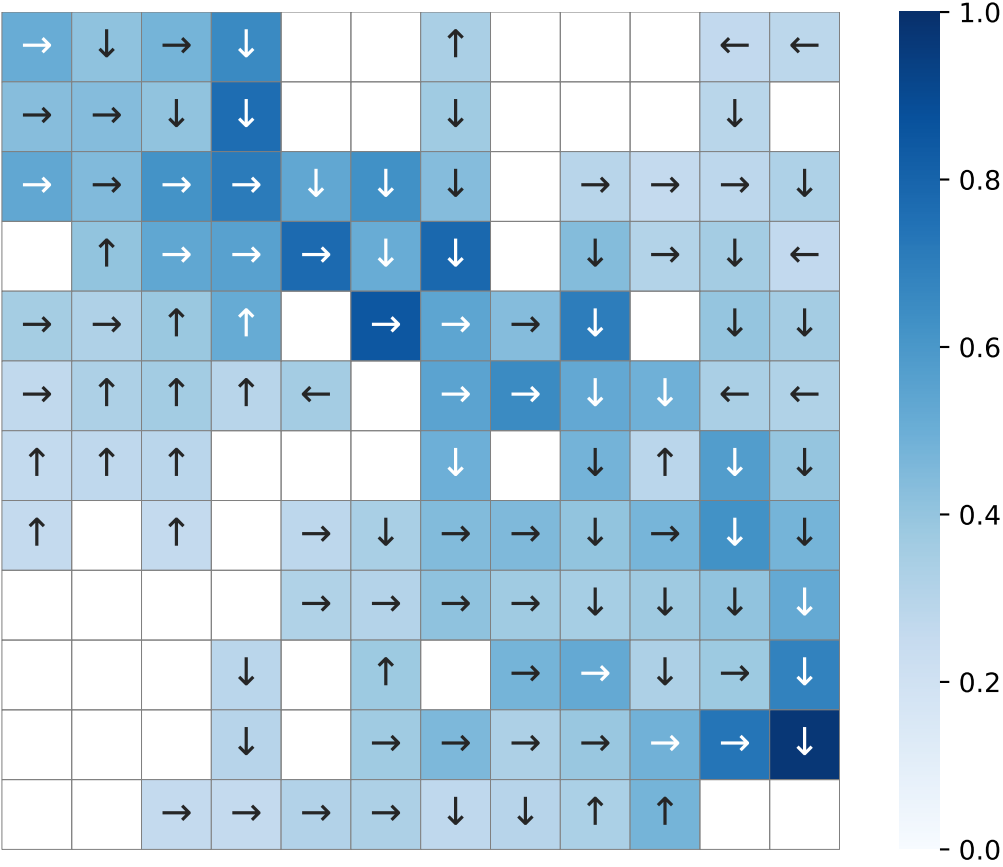 → ↓ → ↓ ↑ ← ←
→ → ↓ ↓ ↓ ↓
→ → → → ↓ ↓ ↓ → → → ↓
↑ → → → ↓ ↓ ↓ → ↓ ←
→ → ↑ ↑ → → → ↓ ↓ ↓
→ ↑ ↑ ↑ ← → → ↓ ↓ ← ←
↑ ↑ ↑ ↓ ↓ ↑ ↓ ↓
↑ ↑ → ↓ → → ↓ → ↓ ↓
→ → → → ↓ ↓ ↓ ↓
↓ ↑ → → ↓ → ↓
↓ → → → → → → ↓
→ → → → ↓ ↓ ↑ ↑
1.0
0.8
0.6
0.4
0.2
0.0